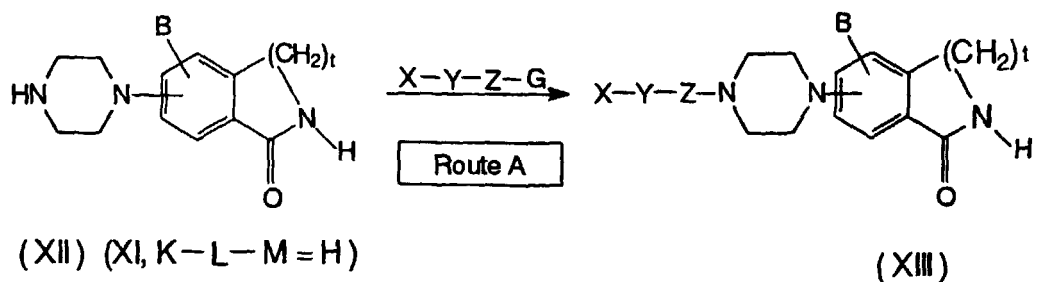 B
(CH₂)t
HN
N
N
H
O
X—Y—Z—G
Route A
B
(CH₂)t
X—Y—Z—N
N
N
H
O
(XII) (XI, K—L—M = H)
(XIII)